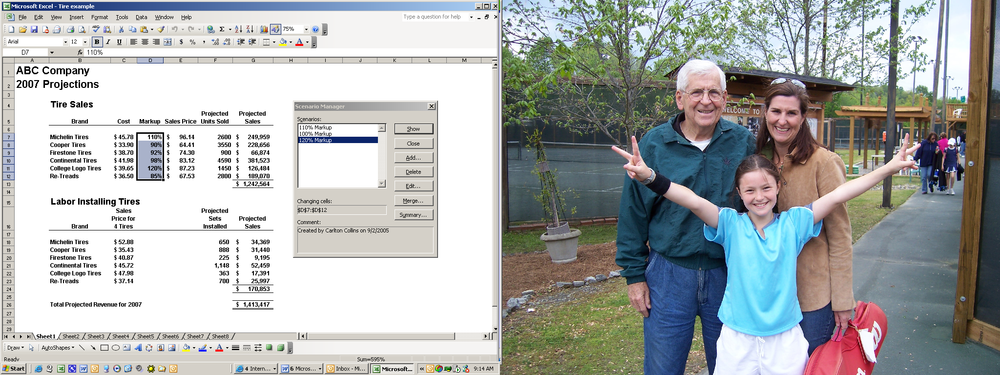 Microsoft Excel - Tire example
File Edit View Insert Format Tools Data Window Help
Type a question for help
75%
Arial 12 B I U $ % ,
D7 fx 110%
A B C D E F G H I J K L M
1 ABC Company
2 2007 Projections
3
4 Tire Sales
Projected Projected
5 Brand Cost Markup Sales Price Units Sold Sales
6
7 Michelin Tires $ 45.78 110% $ 96.14 2600 $ 249,959
8 Cooper Tires $ 33.90 90% $ 64.41 3550 $ 228,656
9 Firestone Tires $ 38.70 92% $ 74.30 900 $ 66,874
10 Continental Tires $ 41.98 98% $ 83.12 4590 $ 381,523
11 College Logo Tires $ 39.65 120% $ 87.23 1450 $ 126,484
12 Re-Treads $ 36.50 85% $ 67.53 2800 $ 189,070
13 $ 1,242,564
14
15 Labor Installing Tires
Sales Projected
Price for Sets Projected
16 Brand 4 Tires Installed Sales
17
18 Michelin Tires $ 52.88 650 $ 34,369
19 Cooper Tires $ 35.43 888 $ 31,440
20 Firestone Tires $ 40.87 225 $ 9,195
21 Continental Tires $ 45.72 1,148 $ 52,459
22 College Logo Tires $ 47.98 363 $ 17,391
23 Re-Treads $ 37.14 700 $ 25,997
24 $ 170,853
25
26 Total Projected Revenue for 2007 $ 1,413,417
27
28
29
Scenario Manager
Scenarios:
110% Markup
100% Markup
120% Markup
Show
Close
Add...
Delete
Edit...
Merge...
Summary...
Changing cells:
$D$7:$D$12
Comment:
Created by Carlton Collins on 9/2/2005
Sheet1 Sheet2 Sheet3 Sheet4 Sheet5 Sheet6 Sheet7 Sheet8
Draw AutoShapes
Ready Sum=595%
Start 4 Intern... 6 Micros... Inbox - Mi... Microsoft... 9:14 AM
WELCOME TO